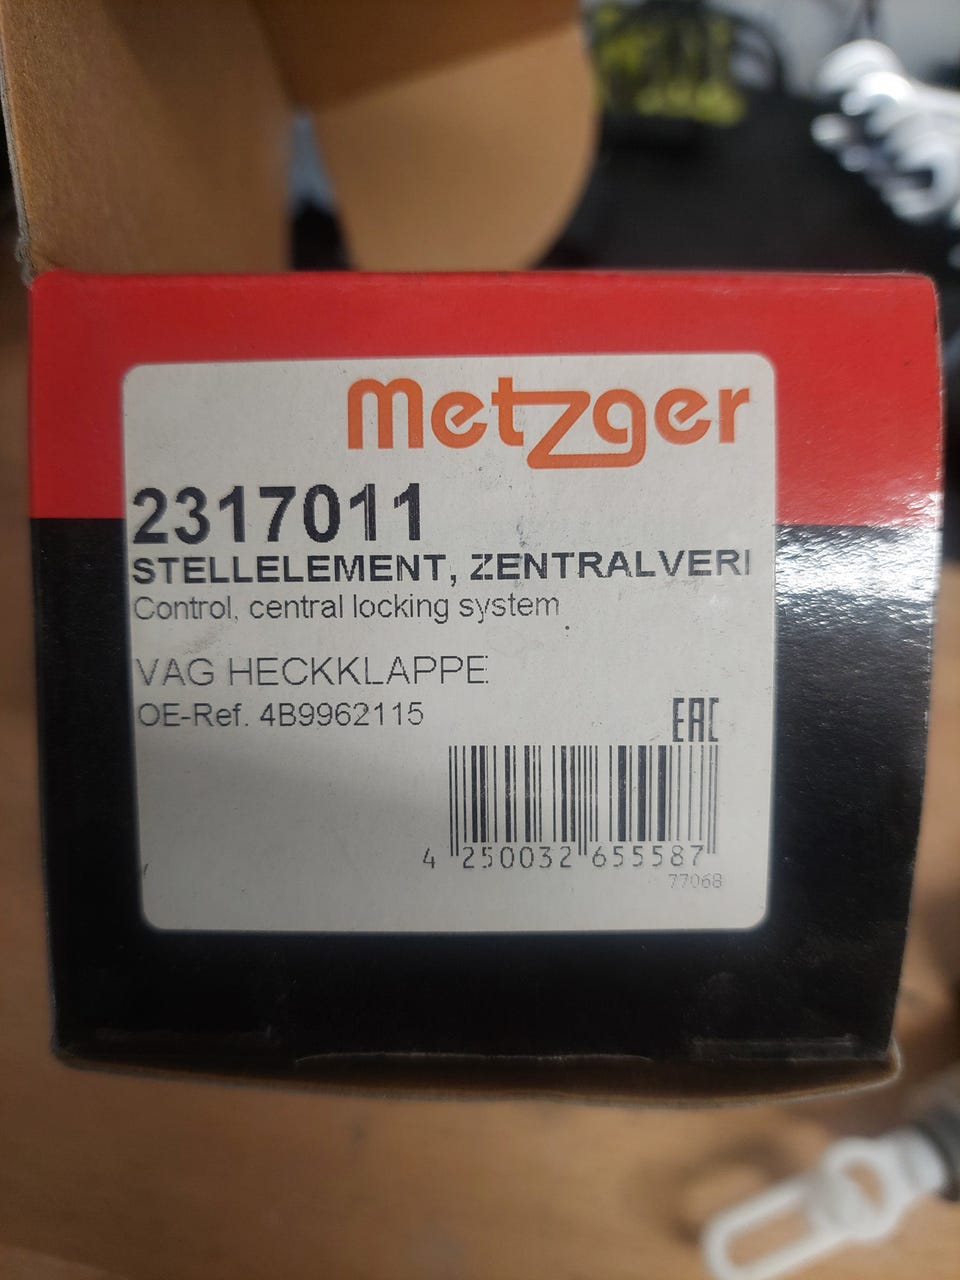 metzger
2317011
STELLELEMENT, ZENTRALVERI
Control, central locking system
VAG HECKKLAPPE
OE-Ref. 4B9962115
EAC
4 250032 655587
77068